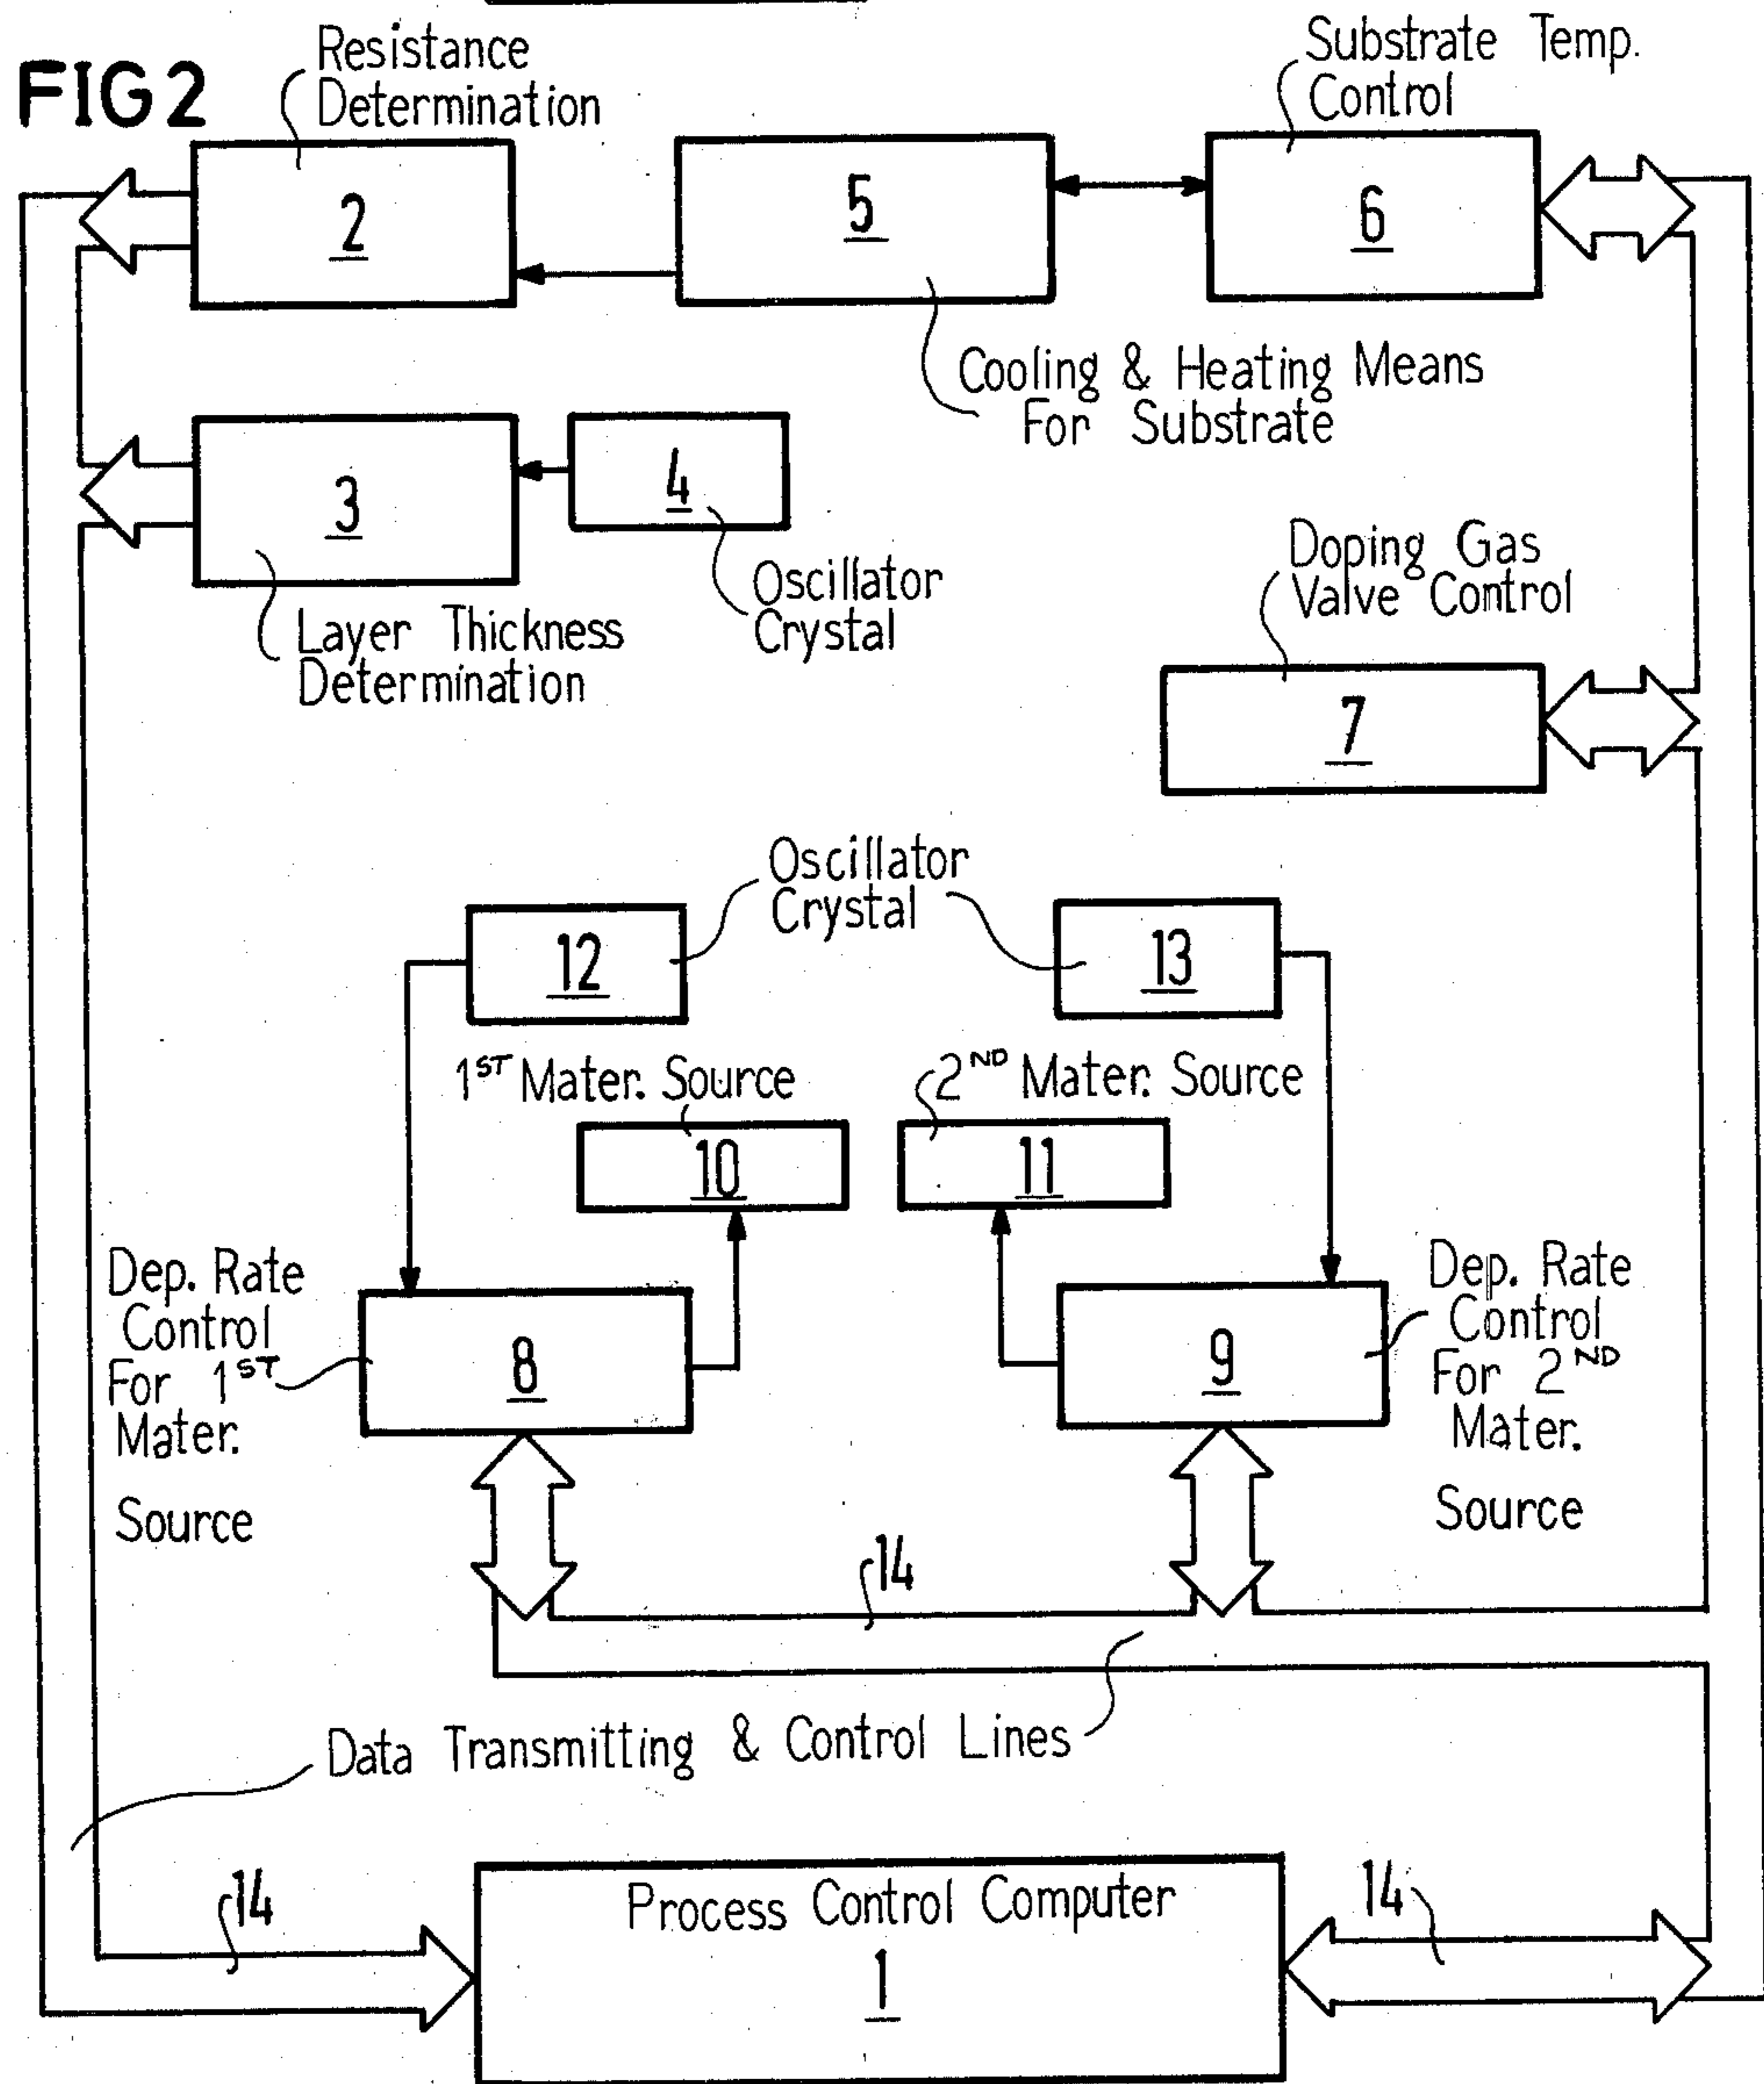 FIG 2
Resistance
Determination
Substrate Temp.
Control
2
5
6
Cooling & Heating Means
For Substrate
3
4
Oscillator
Crystal
Layer Thickness
Determination
Doping Gas
Valve Control
7
Oscillator
Crystal
12
13
1ST Mater. Source
2ND Mater. Source
10
11
Dep. Rate
Control
For 1ST
Mater.
Source
8
9
Dep. Rate
Control
For 2ND
Mater.
Source
14
Data Transmitting & Control Lines
14
Process Control Computer
1
14